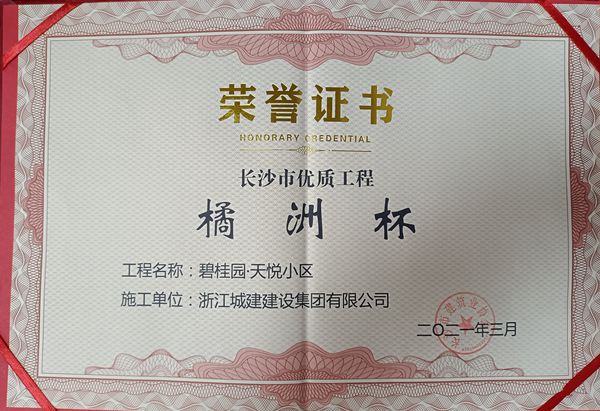 荣誉证书
HONORARY CREDENTIAL
长沙市优质工程
橘洲杯
工程名称：碧桂园·天悦小区
施工单位：浙江城建建设集团有限公司
二〇二一年三月